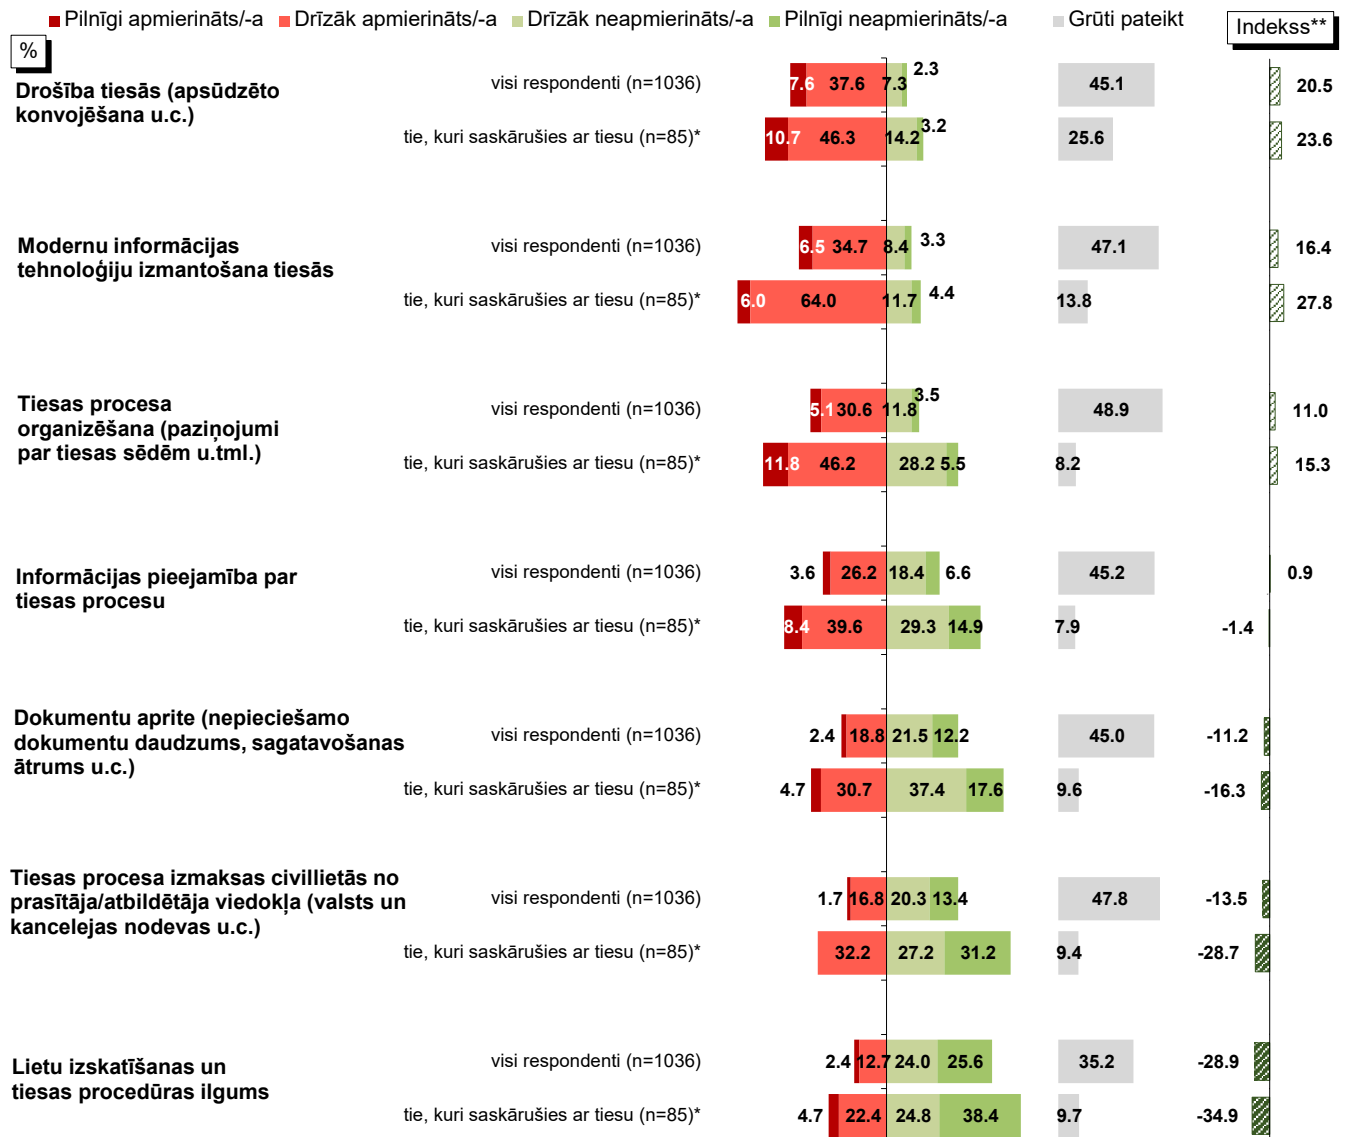 Pilnīgi apmierināts/-a Drīzāk apmierināts/-a Drīzāk neapmierināts/-a Pilnīgi neapmierināts/-a Grūti pateikt Indekss**
%
Drošība tiesās (apsūdzēto
konvojēšana u.c.)
visi respondenti (n=1036) 7.6 37.6 7.3 2.3 45.1 20.5
tie, kuri saskārušies ar tiesu (n=85)* 10.7 46.3 14.2 3.2 25.6 23.6
Modernu informācijas
tehnoloģiju izmantošana tiesās
visi respondenti (n=1036) 6.5 34.7 8.4 3.3 47.1 16.4
tie, kuri saskārušies ar tiesu (n=85)* 6.0 64.0 11.7 4.4 13.8 27.8
Tiesas procesa
organizēšana (paziņojumi
par tiesas sēdēm u.tml.)
visi respondenti (n=1036) 5.1 30.6 11.8 3.5 48.9 11.0
tie, kuri saskārušies ar tiesu (n=85)* 11.8 46.2 28.2 5.5 8.2 15.3
Informācijas pieejamība par
tiesas procesu
visi respondenti (n=1036) 3.6 26.2 18.4 6.6 45.2 0.9
tie, kuri saskārušies ar tiesu (n=85)* 8.4 39.6 29.3 14.9 7.9 -1.4
Dokumentu aprite (nepieciešamo
dokumentu daudzums, sagatavošanas
ātrums u.c.)
visi respondenti (n=1036) 2.4 18.8 21.5 12.2 45.0 -11.2
tie, kuri saskārušies ar tiesu (n=85)* 4.7 30.7 37.4 17.6 9.6 -16.3
Tiesas procesa izmaksas civillietās no
prasītāja/atbildētāja viedokļa (valsts un
kancelejas nodevas u.c.)
visi respondenti (n=1036) 1.7 16.8 20.3 13.4 47.8 -13.5
tie, kuri saskārušies ar tiesu (n=85)* 32.2 27.2 31.2 9.4 -28.7
Lietu izskatīšanas un
tiesas procedūras ilgums
visi respondenti (n=1036) 2.4 12.7 24.0 25.6 35.2 -28.9
tie, kuri saskārušies ar tiesu (n=85)* 4.7 22.4 24.8 38.4 9.7 -34.9